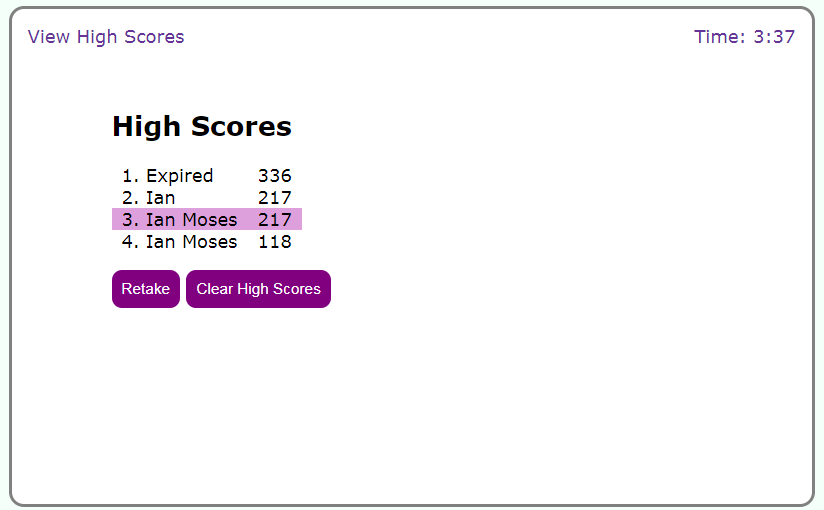 View High Scores Time: 3:37
High Scores
1. Expired 336
2. Ian 217
3. Ian Moses 217
4. Ian Moses 118
Retake Clear High Scores